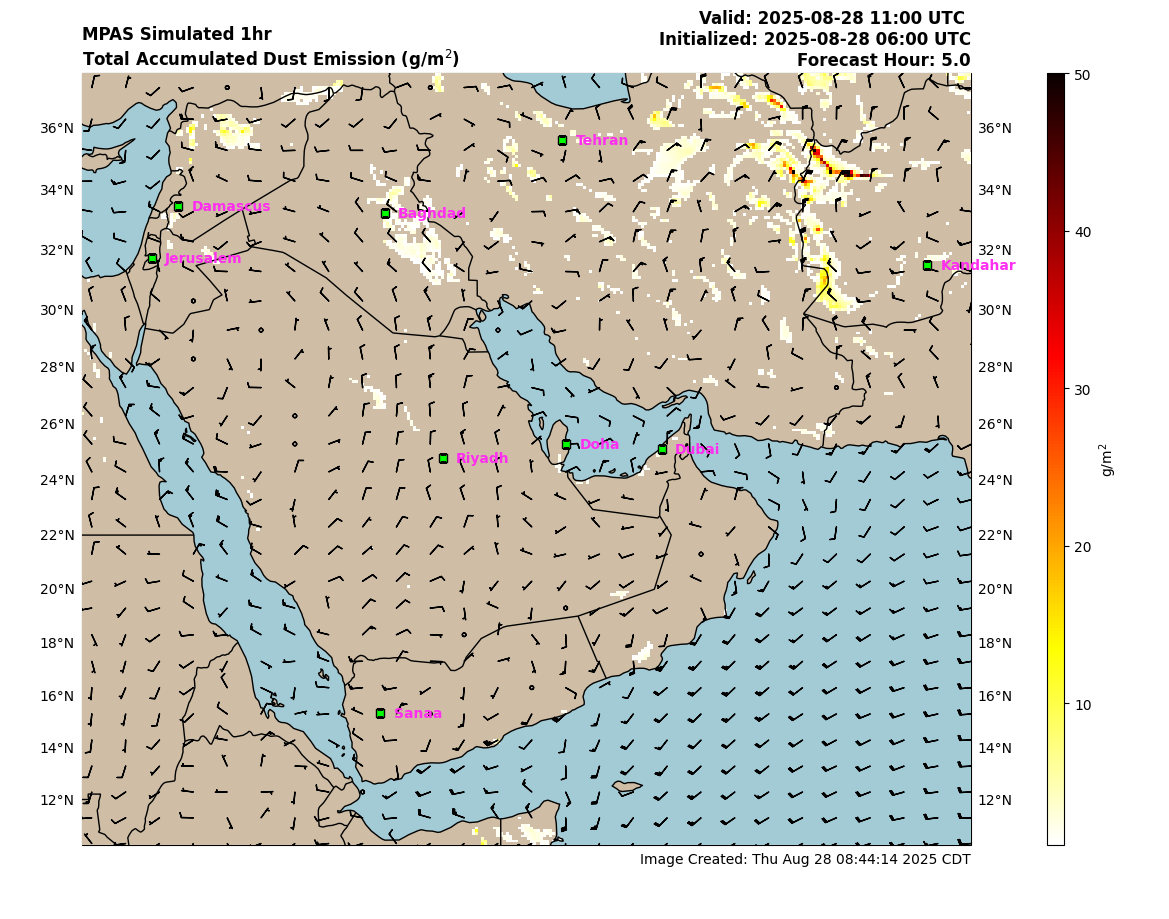 MPAS Simulated 1hr
Total Accumulated Dust Emission (g/m²)
Valid: 2025-08-28 11:00 UTC
Initialized: 2025-08-28 06:00 UTC
Forecast Hour: 5.0
36°N
34°N
32°N
30°N
28°N
26°N
24°N
22°N
20°N
18°N
16°N
14°N
12°N
Tehran
Damascus
Baghdad
Jerusalem
Kandahar
Doha
Dubai
Riyadh
Sanaa
36°N
34°N
32°N
30°N
28°N
26°N
24°N
22°N
20°N
18°N
16°N
14°N
12°N
50
40
30
20
10
g/m²
Image Created: Thu Aug 28 08:44:14 2025 CDT